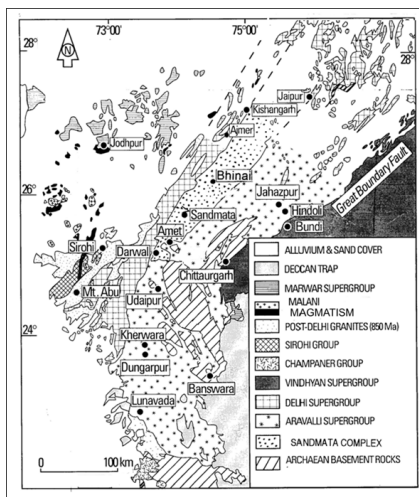 73°00'
75°00'
28°
28°
N
Jaipur
Kishangarh
Ajmer
Jodhpur
Bhinai
26°
26°
Jahazpur
Great Boundary Fault
Sandmata
Hindoli
Bundi
Amet
Sirohi
Darwal
Chittaurgarh
Mt. Abu
Udaipur
24°
Kherwara
Dungarpur
Banswara
Lunavada
0 100
km
ALLUVIUM & SAND COVER
DECCAN TRAP
MARWAR SUPERGROUP
MALANI
MAGMATISM
POST-DELHI GRANITES (850 Ma)
SIROHI GROUP
CHAMPANER GROUP
VINDHYAN SUPERGROUP
DELHI SUPERGROUP
ARAVALLI SUPERGROUP
SANDMATA COMPLEX
ARCHAEAN BASEMENT ROCKS